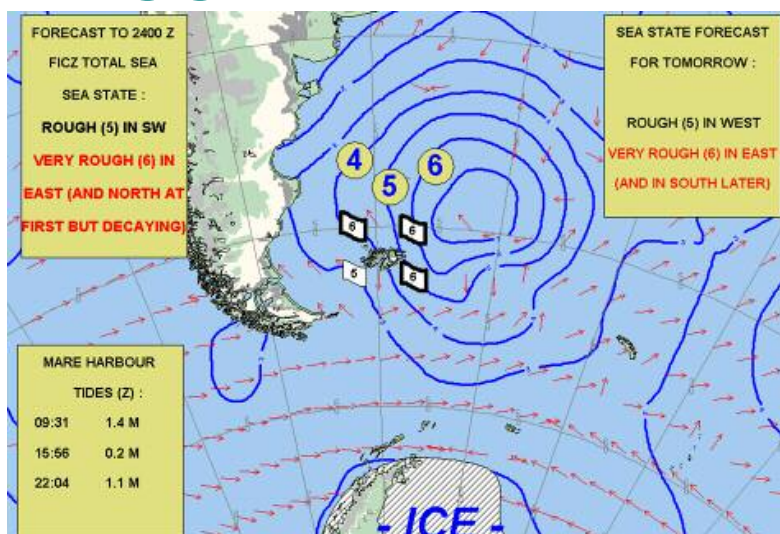 FORECAST TO 2400 Z
FICZ TOTAL SEA
SEA STATE :
ROUGH (5) IN SW
VERY ROUGH (6) IN
EAST (AND NORTH AT
FIRST BUT DECAYING)
SEA STATE FORECAST
FOR TOMORROW :
ROUGH (5) IN WEST
VERY ROUGH (6) IN EAST
(AND IN SOUTH LATER)
4
5
6
6
6
5
6
MARE HARBOUR
TIDES (Z) :
09:31 1.4 M
15:56 0.2 M
22:04 1.1 M
- ICE -